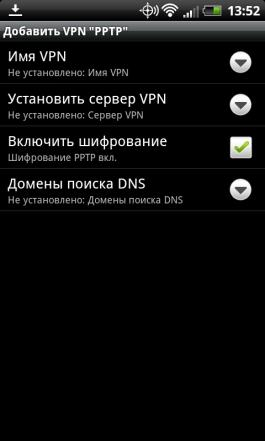 13:52
Добавить VPN "PPTP"
Имя VPN
Не установлено: Имя VPN
Установить сервер VPN
Не установлено: Сервер VPN
Включить шифрование
Шифрование PPTP вкл.
Домены поиска DNS
Не установлено: Домены поиска DNS